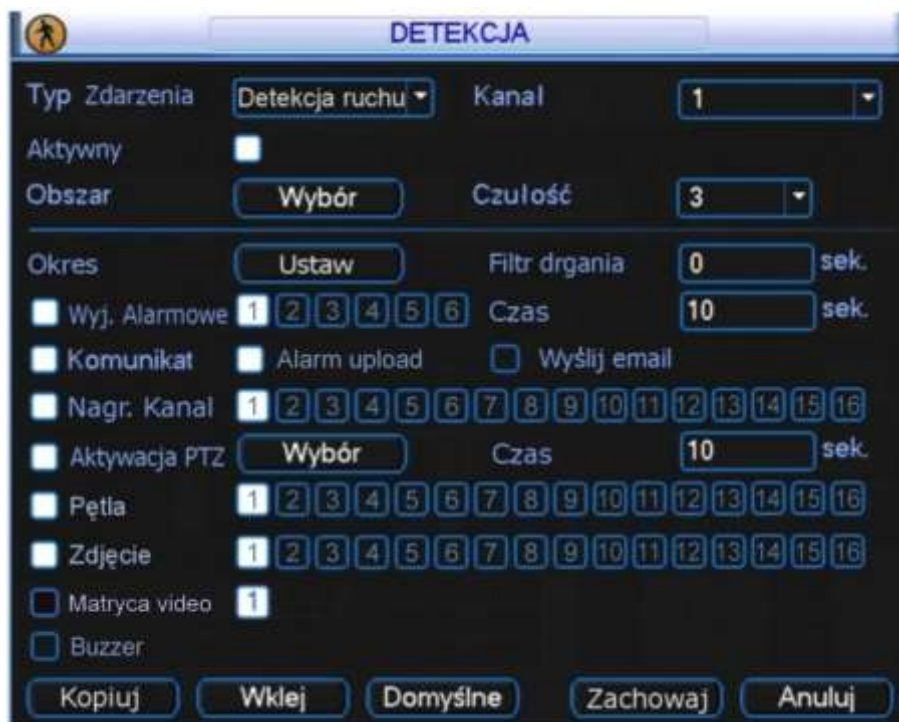 DETEKCJA
Typ Zdarzenia Detekcja ruchu Kanal 1
Aktywny
Obszar Wybór Czułość 3
Okres Ustaw Filtr drgania 0 sek.
Wyj. Alarmowe 1 2 3 4 5 6 Czas 10 sek.
Komunikat Alarm upload Wyślij email
Nagr. Kanal 1 2 3 4 5 6 7 8 9 10 11 12 13 14 15 16
Aktywacja PTZ Wybór Czas 10 sek.
Pętla 1 2 3 4 5 6 7 8 9 10 11 12 13 14 15 16
Zdjęcie 1 2 3 4 5 6 7 8 9 10 11 12 13 14 15 16
Matryca video 1
Buzzer
Kopiuj Wklej Domyślne Zachowaj Anuluj